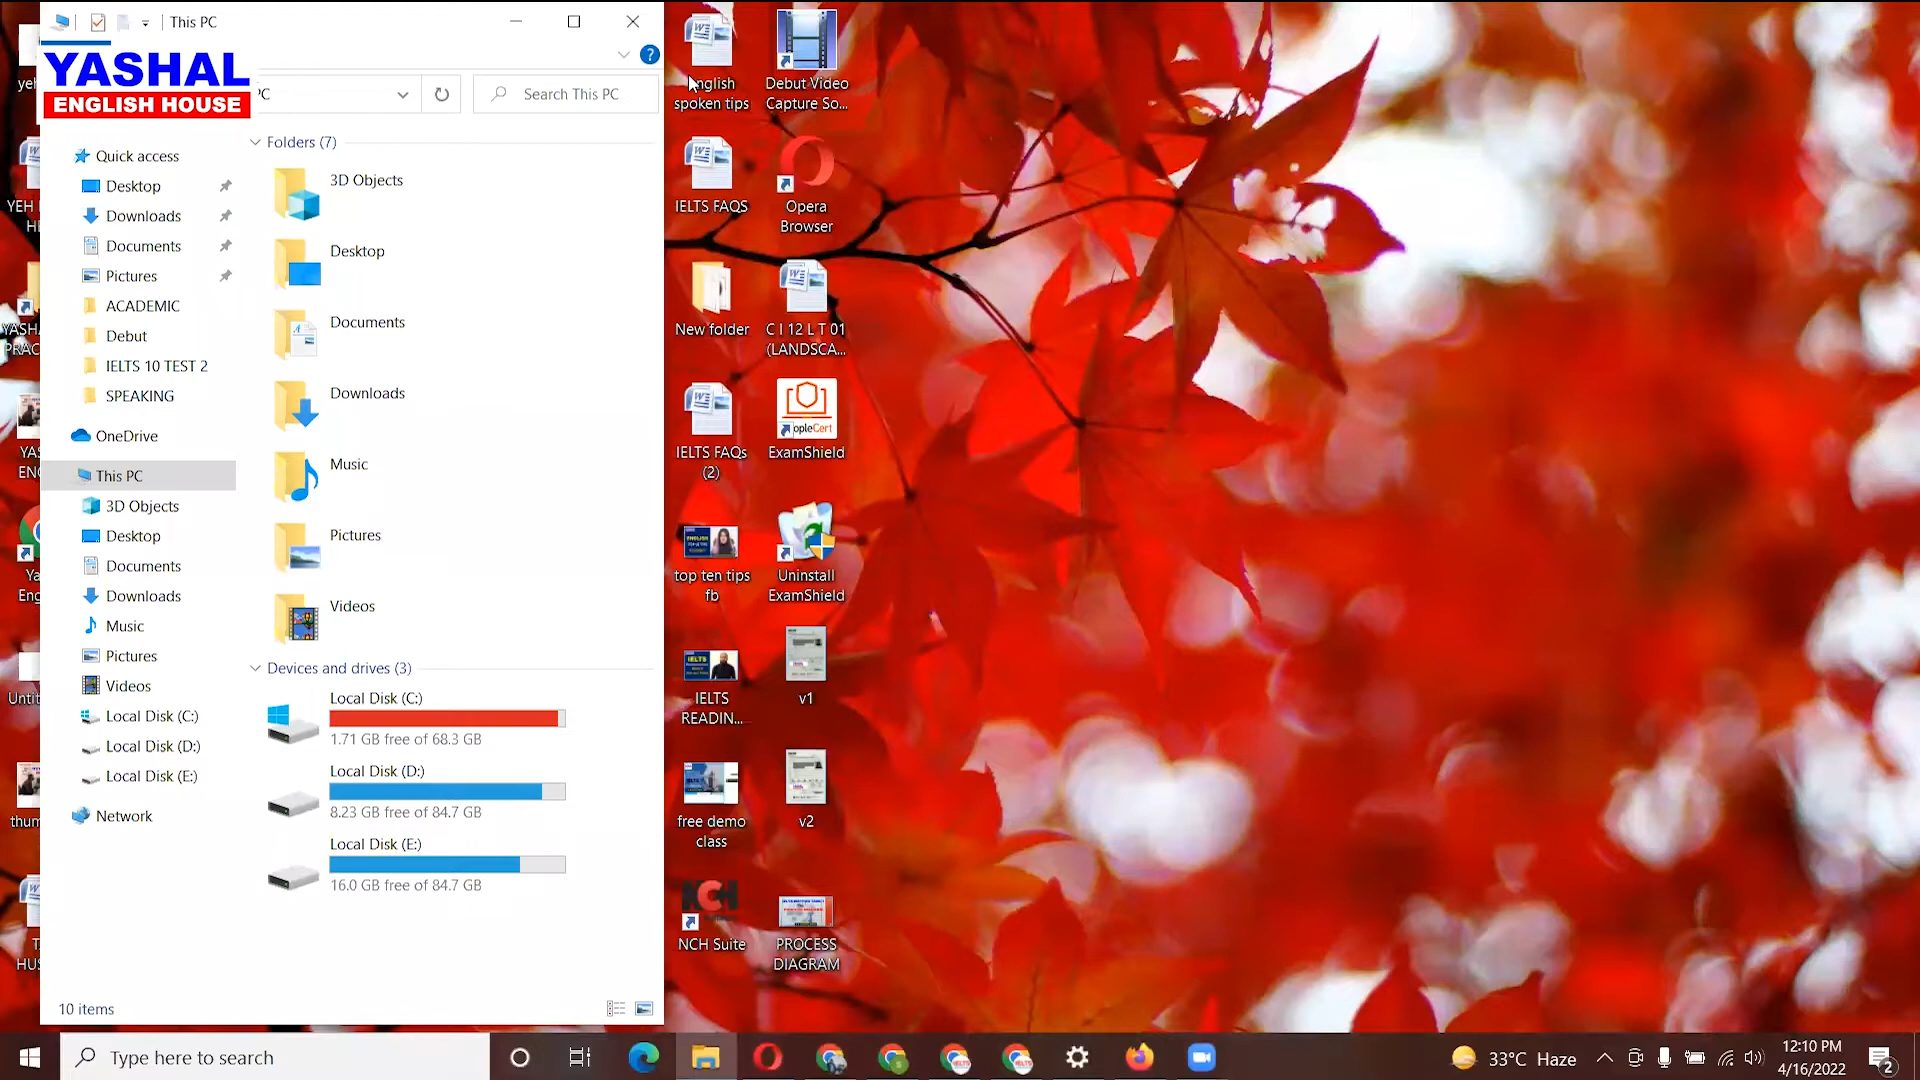 This PC
YASHAL
ENGLISH HOUSE
PC
Search This PC
Quick access
Desktop
Downloads
Documents
Pictures
ACADEMIC
Debut
IELTS 10 TEST 2
SPEAKING
OneDrive
This PC
3D Objects
Desktop
Documents
Downloads
Music
Pictures
Videos
Local Disk (C:)
Local Disk (D:)
Local Disk (E:)
Network
Folders (7)
3D Objects
Desktop
Documents
Downloads
Music
Pictures
Videos
Devices and drives (3)
Local Disk (C:)
1.71 GB free of 68.3 GB
Local Disk (D:)
8.23 GB free of 84.7 GB
Local Disk (E:)
16.0 GB free of 84.7 GB
10 items
English
spoken tips
IELTS FAQS
New folder
IELTS FAQs
(2)
top ten tips
fb
IELTS
READIN...
free demo
class
NCH Suite
Debut Video
Capture So...
Opera
Browser
C I 12 L T 01
(LANDSCA...
opleCert
ExamShield
Uninstall
ExamShield
v1
v2
PROCESS
DIAGRAM
Type here to search
33°C Haze
12:10 PM
4/16/2022
2